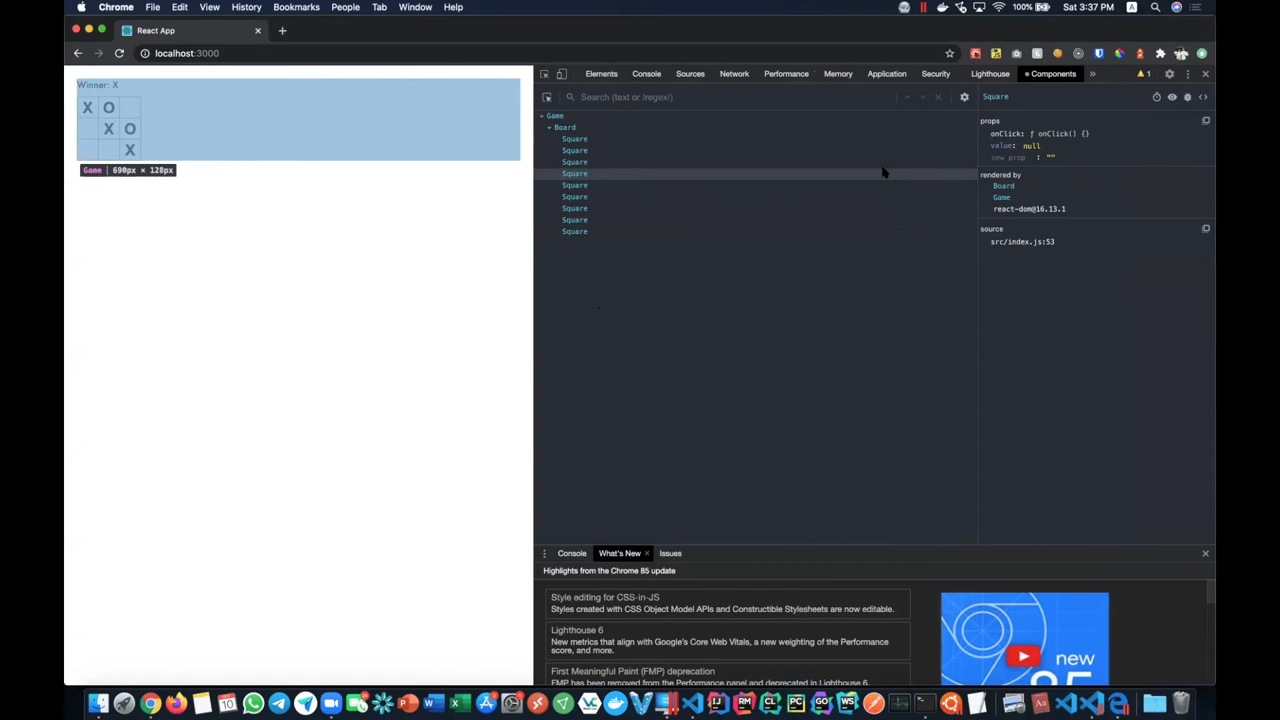 Chrome File Edit View History Bookmarks People Tab Window Help
100% Sat 3:37 PM A
React App
localhost:3000
Elements Console Sources Network Performance Memory Application Security Lighthouse Components » 1
Search (text or /regex/)
Winner: X
X O
X O
X
Game 690px × 128px
Game
Board
Square
Square
Square
Square
Square
Square
Square
Square
Square
Square
props
onClick: ƒ onClick() {}
value: null
new prop : ""
rendered by
Board
Game
react-dom@16.13.1
source
src/index.js:53
Console What's New Issues
Highlights from the Chrome 85 update
Style editing for CSS-in-JS
Styles created with CSS Object Model APIs and Constructible Stylesheets are now editable.
Lighthouse 6
New metrics that align with Google's Core Web Vitals, a new weighting of the Performance
score, and more.
First Meaningful Paint (FMP) deprecation
FMP has been removed from the Performance panel and deprecated in Lighthouse 6.
new
85